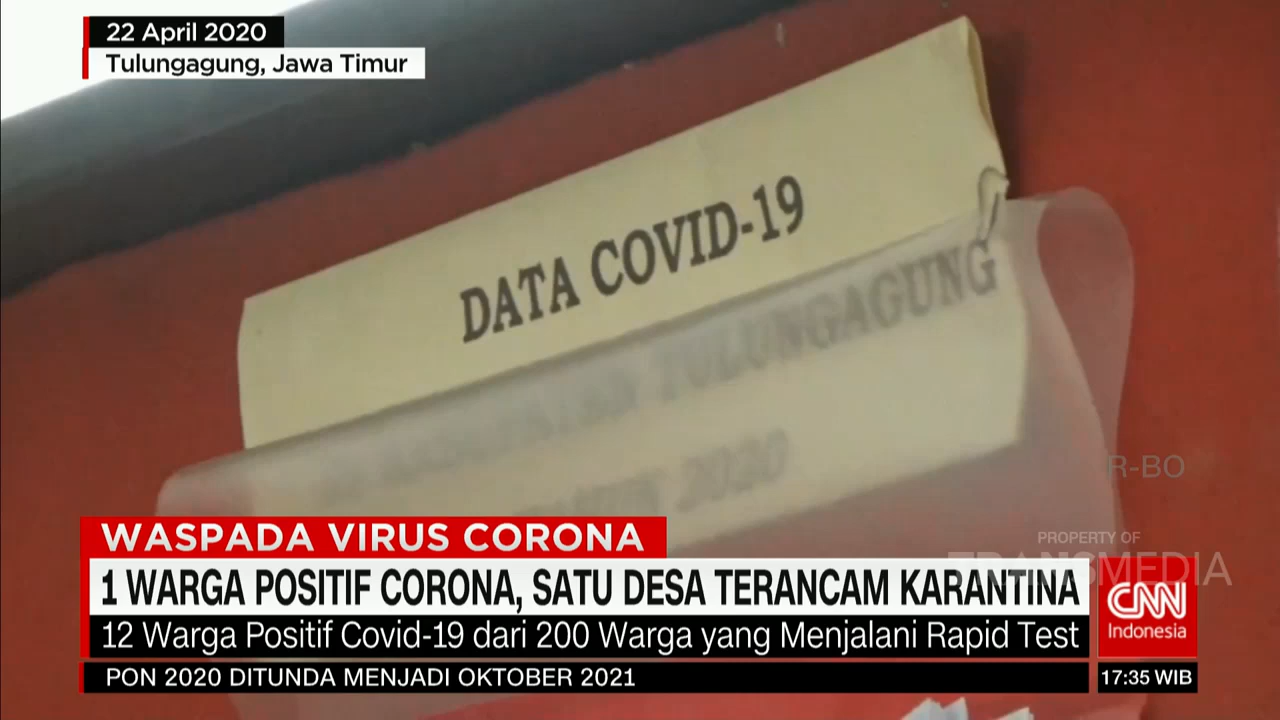 22 April 2020
Tulungagung, Jawa Timur
DATA COVID-19
TULUNGAGUNG
2020
R-BO
PROPERTY OF
TRANSMEDIA
WASPADA VIRUS CORONA
1 WARGA POSITIF CORONA, SATU DESA TERANCAM KARANTINA
12 Warga Positif Covid-19 dari 200 Warga yang Menjalani Rapid Test
CNN
Indonesia
PON 2020 DITUNDA MENJADI OKTOBER 2021
17:35 WIB